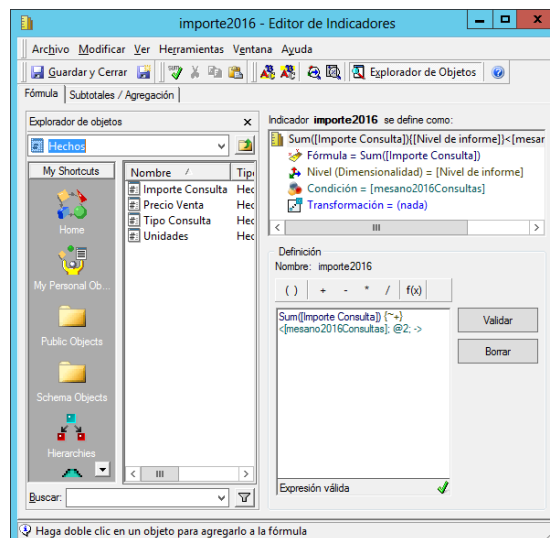 importe2016 - Editor de Indicadores
Archivo Modificar Ver Herramientas Ventana Ayuda
Guardar y Cerrar Explorador de Objetos
Fórmula Subtotales / Agregación
Explorador de objetos
Hechos
My Shortcuts
Home
My Personal Ob...
Public Objects
Schema Objects
Hierarchies
Nombre Tip
Importe Consulta Hec
Precio Venta Hec
Tipo Consulta Hec
Unidades Hec
Buscar:
Indicador importe2016 se define como:
Sum([Importe Consulta]){[Nivel de informe]}<[mesar
Fórmula = Sum([Importe Consulta])
Nivel (Dimensionalidad) = [Nivel de informe]
Condición = [mesano2016Consultas]
Transformación = (nada)
Definición
Nombre: importe2016
( ) + - * / f(x)
Sum([Importe Consulta]) {~+}
<[mesano2016Consultas]; @2; ->
Validar
Borrar
Expresión válida
Haga doble clic en un objeto para agregarlo a la fórmula